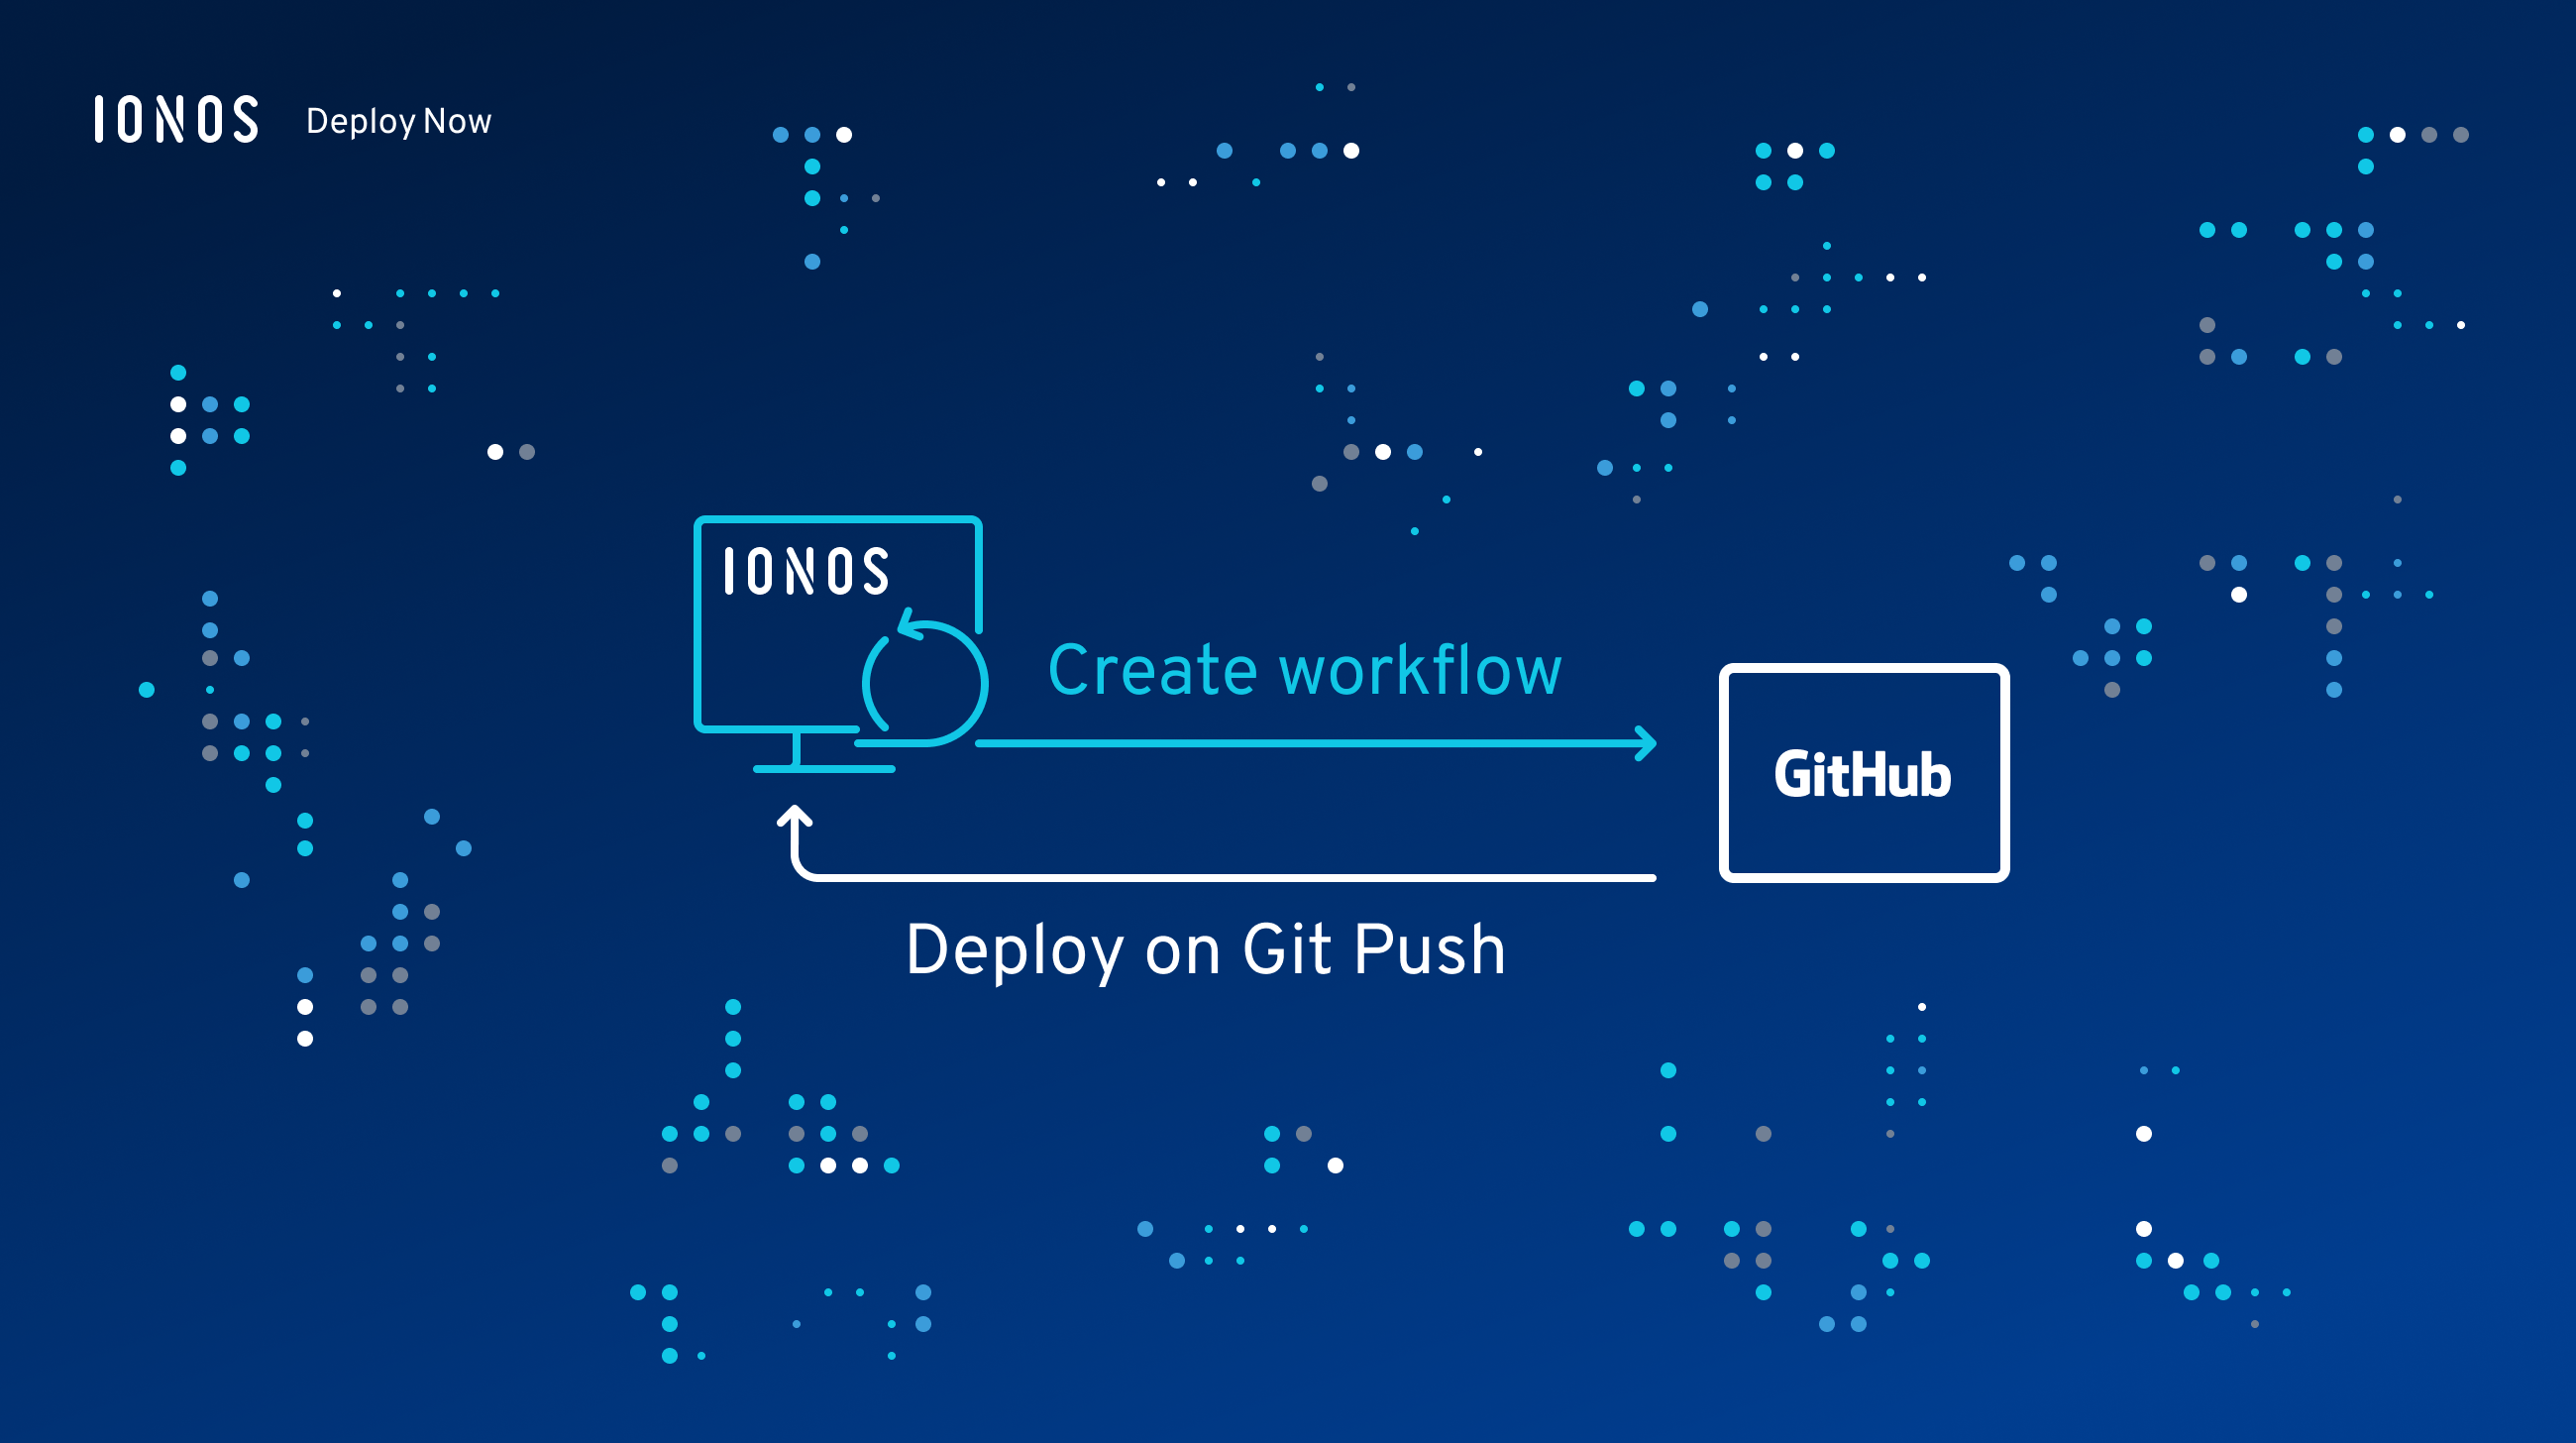 IONOS Deploy Now
IONOS
Create workflow
GitHub
Deploy on Git Push